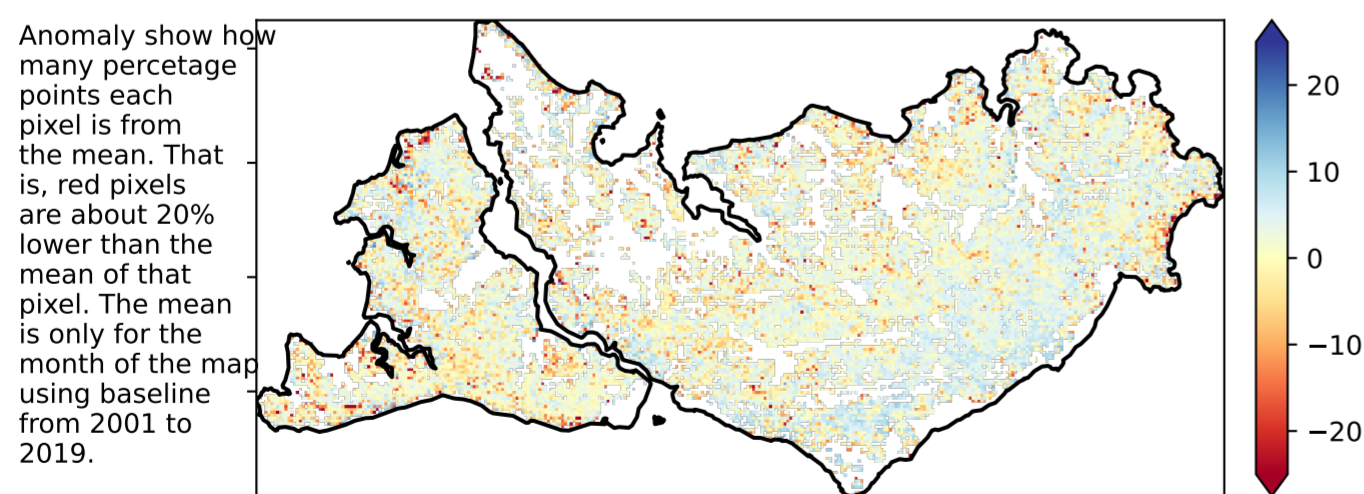 Anomaly show how
many percetage
points each
pixel is from
the mean. That
is, red pixels
are about 20%
lower than the
mean of that
pixel. The mean
is only for the
month of the map
using baseline
from 2001 to
2019.
20
10
0
−10
−20